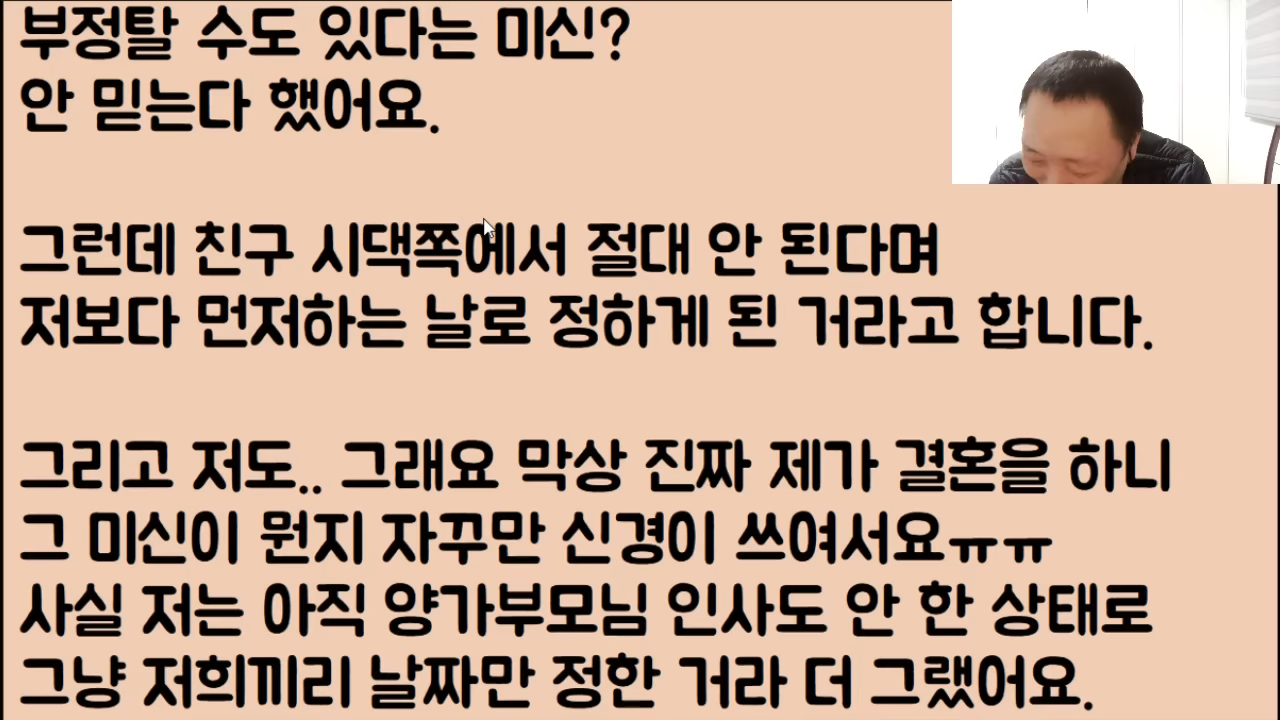 부정탈 수도 있다는 미신?
안 믿는다 했어요.
그런데 친구 시댁쪽에서 절대 안 된다며
저보다 먼저하는 날로 정하게 된 거라고 합니다.
그리고 저도.. 그래요 막상 진짜 제가 결혼을 하니
그 미신이 뭔지 자꾸만 신경이 쓰여서요ㅠㅠ
사실 저는 아직 양가부모님 인사도 안 한 상태로
그냥 저희끼리 날짜만 정한 거라 더 그랬어요.